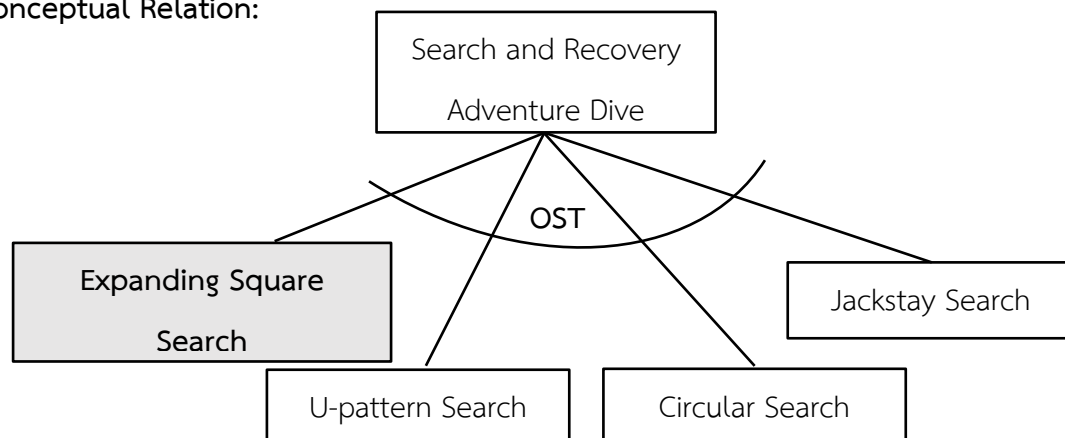 onceptual Relation:
Search and Recovery
Adventure Dive
OST
Expanding Square
Search
Jackstay Search
U-pattern Search
Circular Search